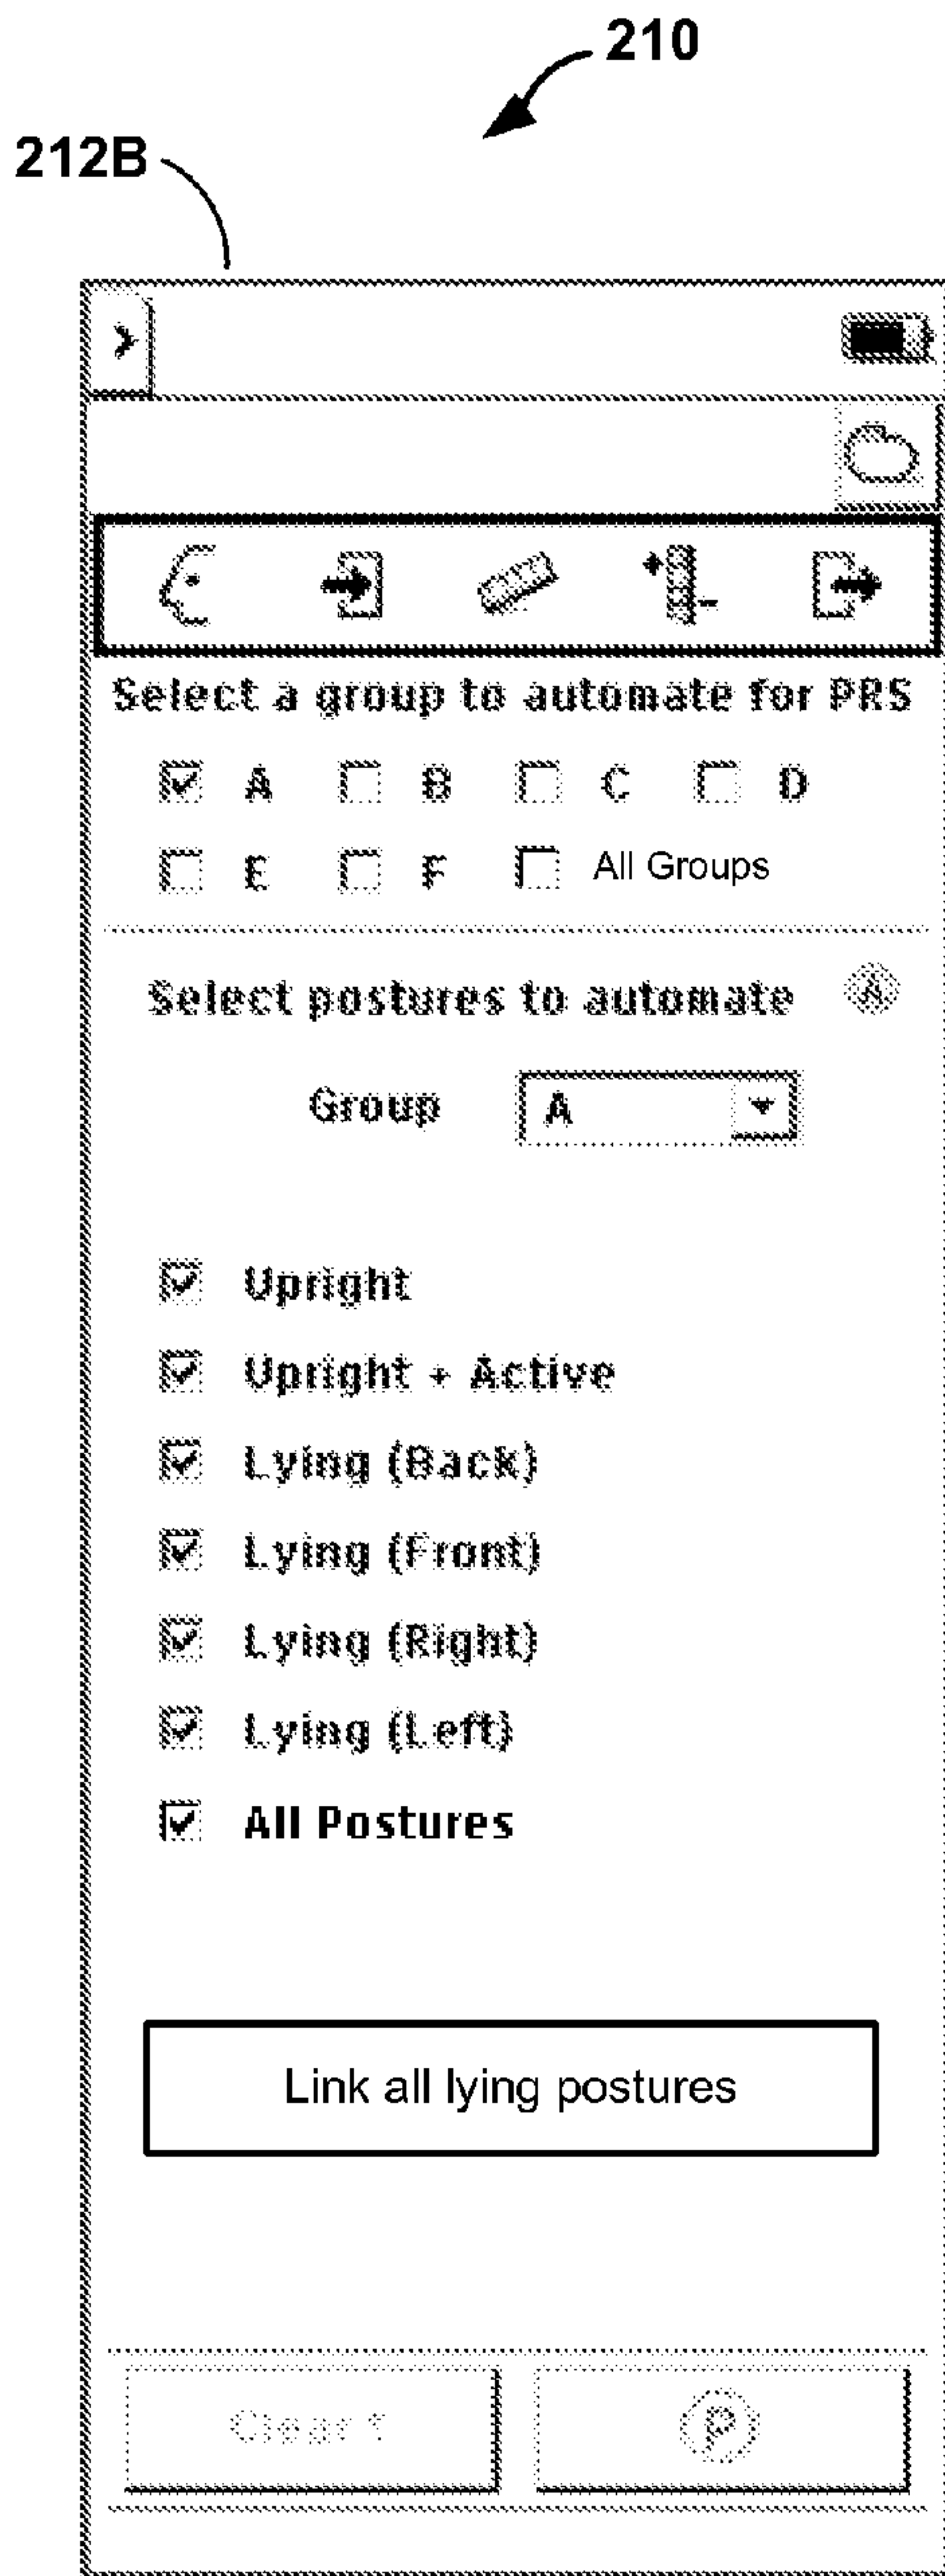 210
212B
Select a group to automate for PRS
A B C D
E F All Groups
Select postures to automate A
Group A
Upright
Upright + Active
Lying (Back)
Lying (Front)
Lying (Right)
Lying (Left)
All Postures
Link all lying postures
P